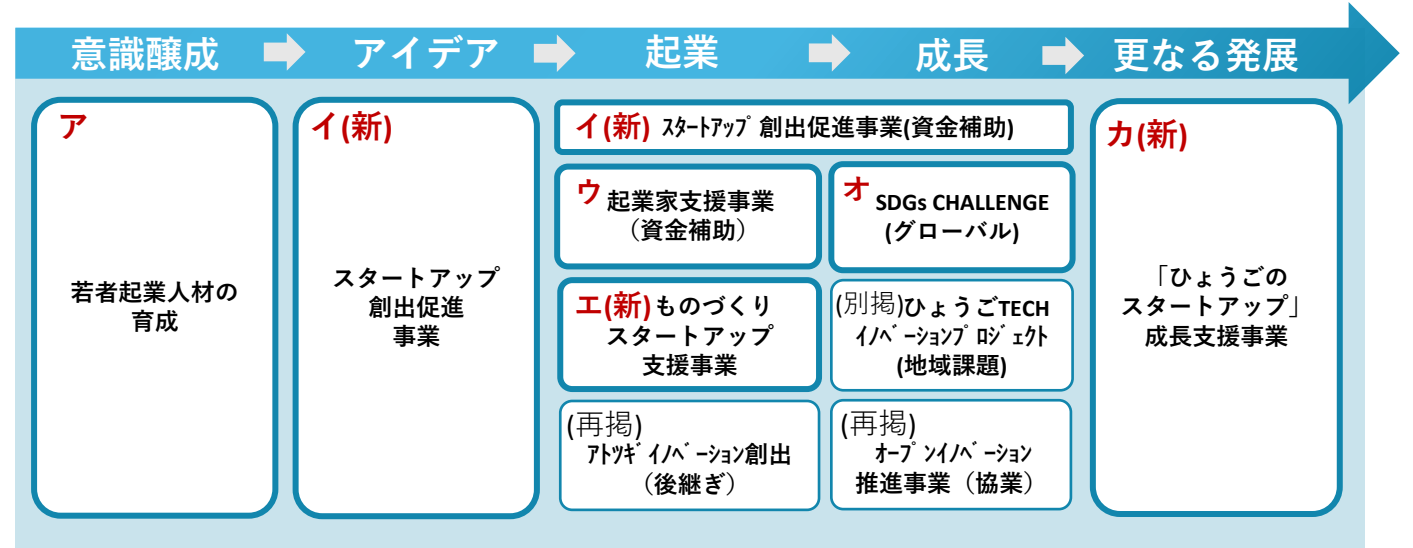 意識醸成
アイデア
起業
成長
更なる発展
ア
若者起業人材の
育成
イ(新)
スタートアップ
創出促進
事業
イ(新) ｽﾀｰﾄｱｯﾌﾟ創出促進事業(資金補助)
ウ 起業家支援事業
（資金補助）
エ(新)ものづくり
スタートアップ
支援事業
(再掲)
ｱﾄﾂｷﾞｲﾉﾍﾞｰｼｮﾝ創出
（後継ぎ）
オ SDGs CHALLENGE
(グローバル)
(別掲)ひょうごTECH
ｲﾉﾍﾞｰｼｮﾝﾌﾟﾛｼﾞｪｸﾄ
(地域課題)
(再掲)
ｵｰﾌﾟﾝｲﾉﾍﾞｰｼｮﾝ
推進事業（協業）
カ(新)
「ひょうごの
スタートアップ」
成長支援事業